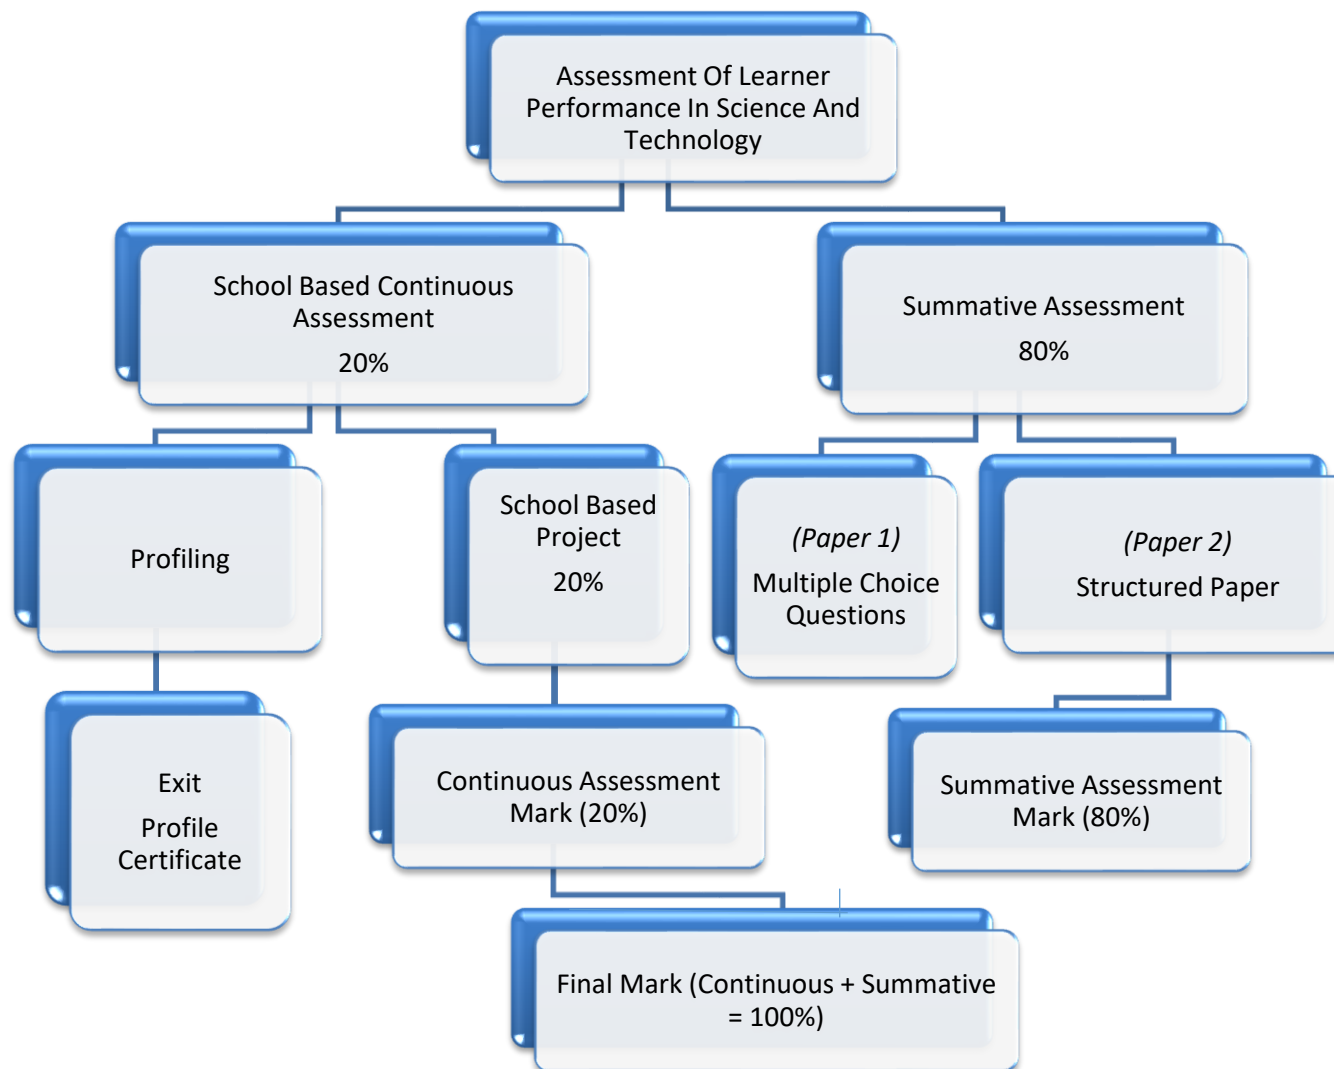 Assessment Of Learner
Performance In Science And
Technology
School Based Continuous
Assessment
20%
Summative Assessment
80%
Profiling
School Based
Project
20%
(Paper 1)
Multiple Choice
Questions
(Paper 2)
Structured Paper
Exit
Profile
Certificate
Continuous Assessment
Mark (20%)
Summative Assessment
Mark (80%)
Final Mark (Continuous + Summative
= 100%)